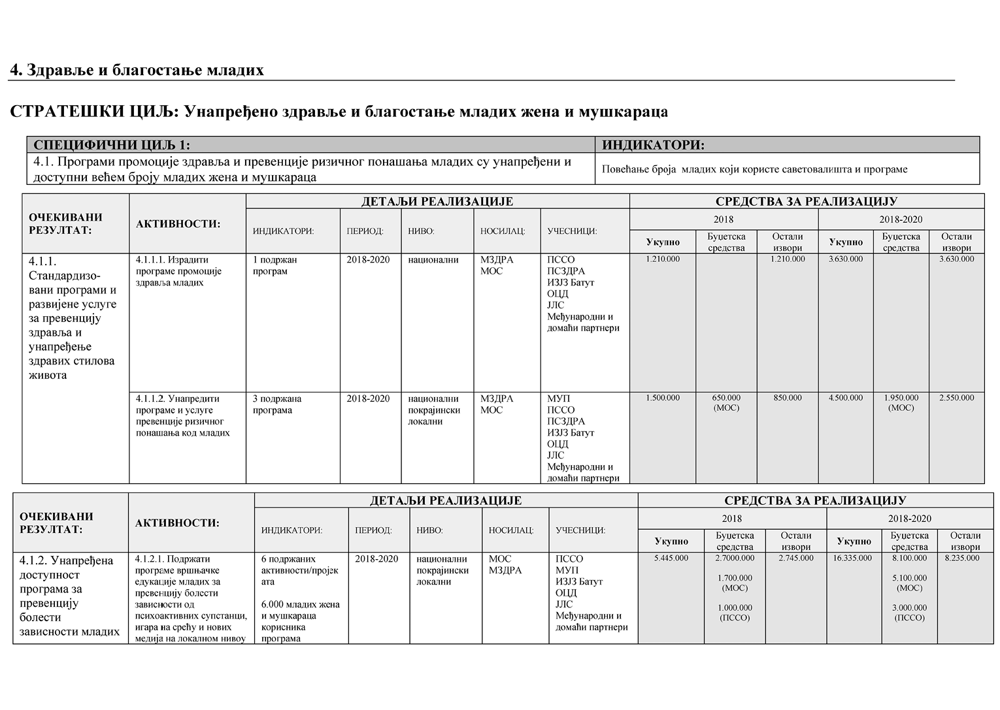 4. Здравље и благостање младих
СТРАТЕШКИ ЦИЉ: Унапређено здравље и благостање младих жена и мушкараца
СПЕЦИФИЧНИ ЦИЉ 1:
ИНДИКАТОРИ:
4.1. Програми промоције здравља и превенције ризичног понашања младих су унапређени и
доступни већем броју младих жена и мушкараца
Повећање броја младих који користе саветовалишта и програме
ОЧЕКИВАНИ
РЕЗУЛТАТ:
АКТИВНОСТИ:
ДЕТАЉИ РЕАЛИЗАЦИЈЕ
СРЕДСТВА ЗА РЕАЛИЗАЦИЈУ
ИНДИКАТОРИ:
ПЕРИОД:
НИВО:
НОСИЛАЦ:
УЧЕСНИЦИ:
2018
2018-2020
Укупно
Буџетска
средства
Остали
извори
Укупно
Буџетска
средства
Остали
извори
4.1.1.
Стандардизо-
вани програми и
развијене услуге
за превенцију
здравља и
унапређење
здравих стилова
живота
4.1.1.1. Израдити
програме промоције
здравља младих
1 подржан
програм
2018-2020
национални
МЗДРА
МОС
ПССО
ПСЗДРА
ИЗЈЗ Батут
ОЦД
ЈЛС
Међународни и
домаћи партнери
1.210.000
1.210.000
3.630.000
3.630.000
4.1.1.2. Унапредити
програме и услуге
превенције ризичног
понашања код младих
3 подржана
програма
2018-2020
национални
покрајински
локални
МЗДРА
МОС
МУП
ПССО
ПСЗДРА
ИЗЈЗ Батут
ОЦД
ЈЛС
Међународни и
домаћи партнери
1.500.000
650.000
(МОС)
850.000
4.500.000
1.950.000
(МОС)
2.550.000
ОЧЕКИВАНИ
РЕЗУЛТАТ:
АКТИВНОСТИ:
ДЕТАЉИ РЕАЛИЗАЦИЈЕ
СРЕДСТВА ЗА РЕАЛИЗАЦИЈУ
ИНДИКАТОРИ:
ПЕРИОД:
НИВО:
НОСИЛАЦ:
УЧЕСНИЦИ:
2018
2018-2020
Укупно
Буџетска
средства
Остали
извори
Укупно
Буџетска
средства
Остали
извори
4.1.2. Унапређена
доступност
програма за
превенцију
болести
зависности младих
4.1.2.1. Подржати
програме вршњачке
едукације младих за
превенцију болести
зависности од
психоактивних супстанци,
игара на срећу и нових
медија на локалном нивоу
6 подржаних
активности/пројек
ата
6.000 младих жена
и мушкараца
корисника
програма
2018-2020
национални
покрајински
локални
МОС
МЗДРА
ПССО
МУП
ИЗЈЗ Батут
ОЦД
ЈЛС
Међународни и
домаћи партнери
5.445.000
2.7000.000
1.700.000
(МОС)
1.000.000
(ПССО)
2.745.000
16.335.000
8.100.000
5.100.000
(МОС)
3.000.000
(ПССО)
8.235.000